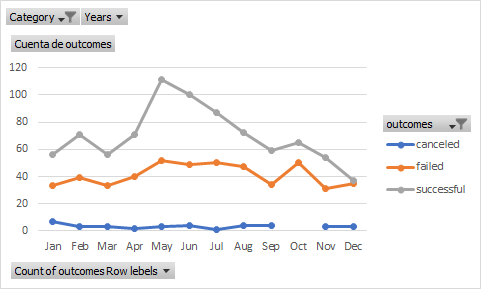 Category Years
Cuenta de outcomes
120
100
80
60
40
20
0
Jan Feb Mar Apr May Jun Jul Aug Sep Oct Nov Dec
outcomes
canceled
failed
successful
Count of outcomes Row lebels